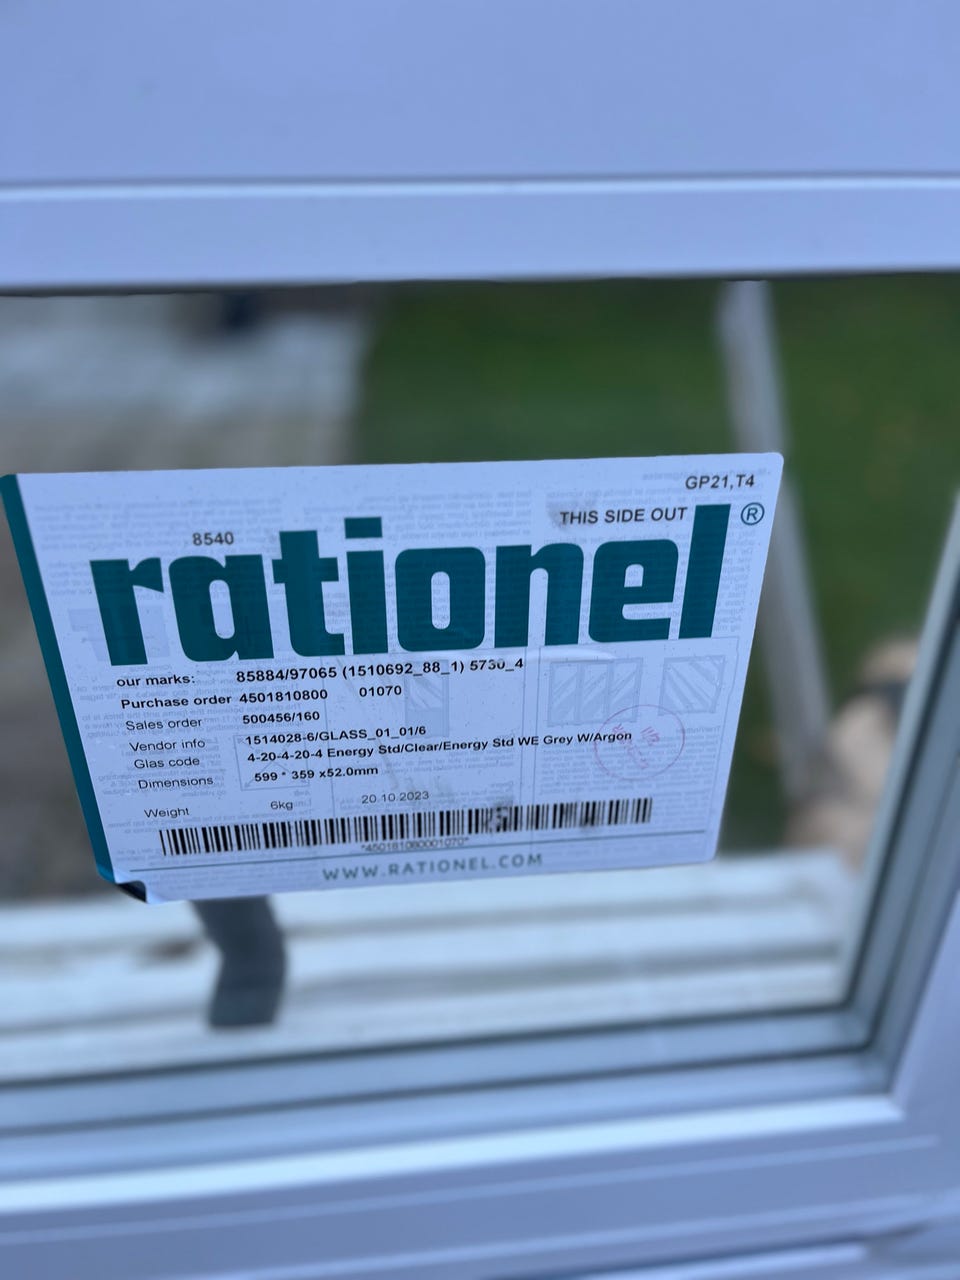 GP21,T4
THIS SIDE OUT
8540
rationel®
our marks: 85884/97065 (1510692_88_1) 5730_4
Purchase order 4501810800 01070
Sales order 500456/160
Vendor info 1514028-6/GLASS_01_01/6
Glas code 4-20-4-20-4 Energy Std/Clear/Energy Std WE Grey W/Argon
Dimensions 599 * 359 x52.0mm
Weight 6kg 20.10.2023
*450181080001070*
WWW.RATIONEL.COM